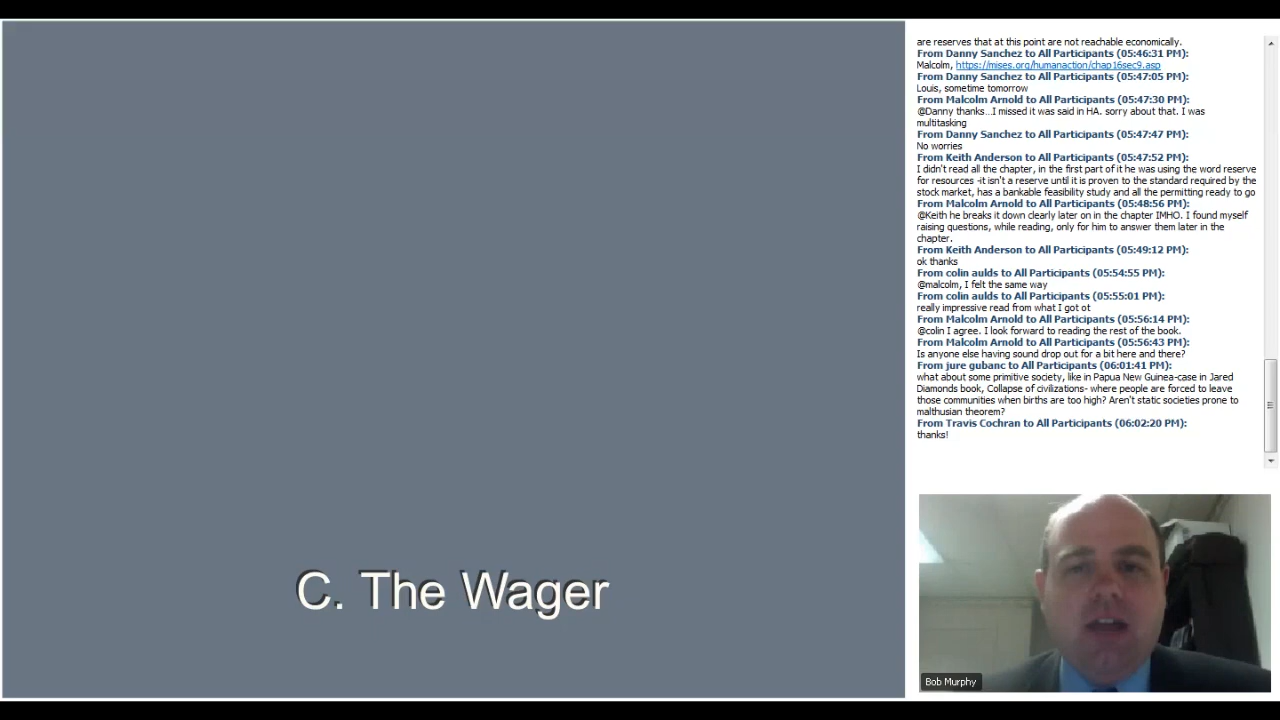 C. The Wager
are reserves that at this point are not reachable economically.
From Danny Sanchez to All Participants (05:46:31 PM):
Malcolm, https://mises.org/humanaction/chap16sec9.asp
From Danny Sanchez to All Participants (05:47:05 PM):
Louis, sometime tomorrow
From Malcolm Arnold to All Participants (05:47:30 PM):
@Danny thanks...I missed it was said in HA. sorry about that. I was
multitasking
From Danny Sanchez to All Participants (05:47:47 PM):
No worries
From Keith Anderson to All Participants (05:47:52 PM):
I didn't read all the chapter, in the first part of it he was using the word reserve
for resources -it isn't a reserve until it is proven to the standard required by the
stock market, has a bankable feasibility study and all the permitting ready to go
From Malcolm Arnold to All Participants (05:48:56 PM):
@Keith he breaks it down clearly later on in the chapter IMHO. I found myself
raising questions, while reading, only for him to answer them later in the
chapter.
From Keith Anderson to All Participants (05:49:12 PM):
ok thanks
From colin aulds to All Participants (05:54:55 PM):
@malcolm, I felt the same way
From colin aulds to All Participants (05:55:01 PM):
really impressive read from what I got ot
From Malcolm Arnold to All Participants (05:56:14 PM):
@colin I agree. I look forward to reading the rest of the book.
From Malcolm Arnold to All Participants (05:56:43 PM):
Is anyone else having sound drop out for a bit here and there?
From jure gubanc to All Participants (06:01:41 PM):
what about some primitive society, like in Papua New Guinea-case in Jared
Diamonds book, Collapse of civilizations- where people are forced to leave
those communities when births are too high? Aren't static societies prone to
malthusian theorem?
From Travis Cochran to All Participants (06:02:20 PM):
thanks!
Bob Murphy